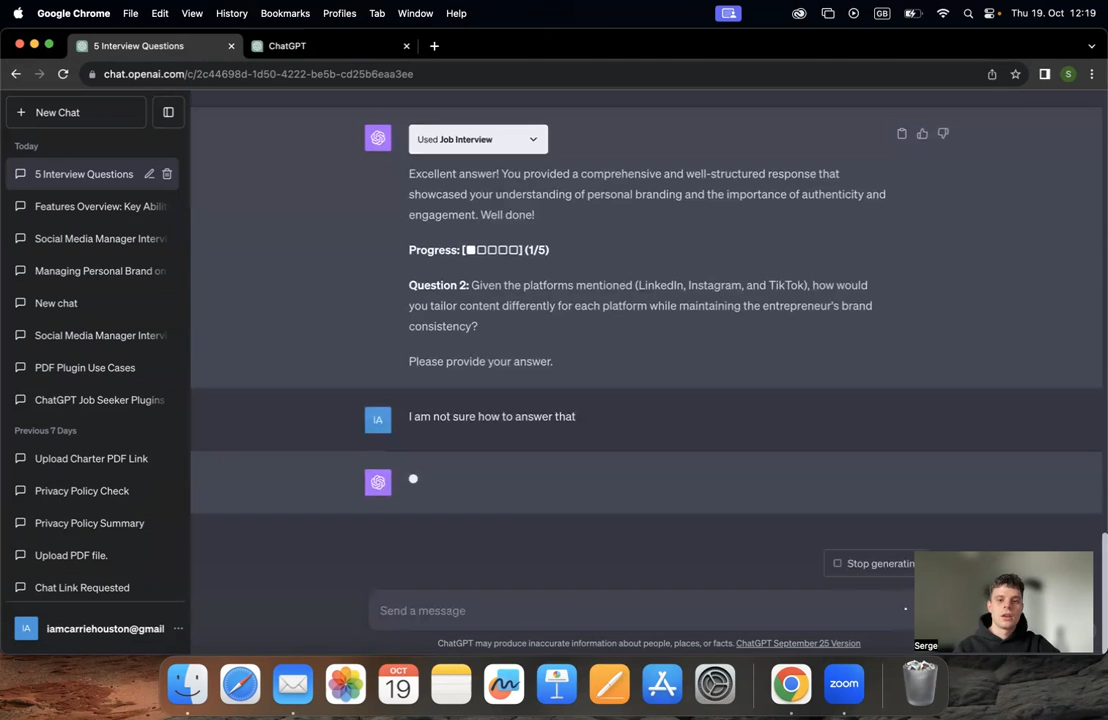 Google Chrome File Edit View History Bookmarks Profiles Tab Window Help GB Thu 19. Oct 12:19
5 Interview Questions
ChatGPT
chat.openai.com/c/2c44698d-1d50-4222-be5b-cd25b6eaa3ee
S
New Chat
Today
5 Interview Questions
Features Overview: Key Abili
Social Media Manager Interv
Managing Personal Brand on
New chat
Social Media Manager Interv
PDF Plugin Use Cases
ChatGPT Job Seeker Plugins
Previous 7 Days
Upload Charter PDF Link
Privacy Policy Check
Privacy Policy Summary
Upload PDF file.
Chat Link Requested
IA iamcarriehouston@gmail
Used Job Interview
Excellent answer! You provided a comprehensive and well-structured response that
showcased your understanding of personal branding and the importance of authenticity and
engagement. Well done!
Progress: [■□□□□] (1/5)
Question 2: Given the platforms mentioned (LinkedIn, Instagram, and TikTok), how would
you tailor content differently for each platform while maintaining the entrepreneur's brand
consistency?
Please provide your answer.
IA I am not sure how to answer that
Stop generatin
Send a message
ChatGPT may produce inaccurate information about people, places, or facts. ChatGPT September 25 Version
Serge
OCT
19
zoom